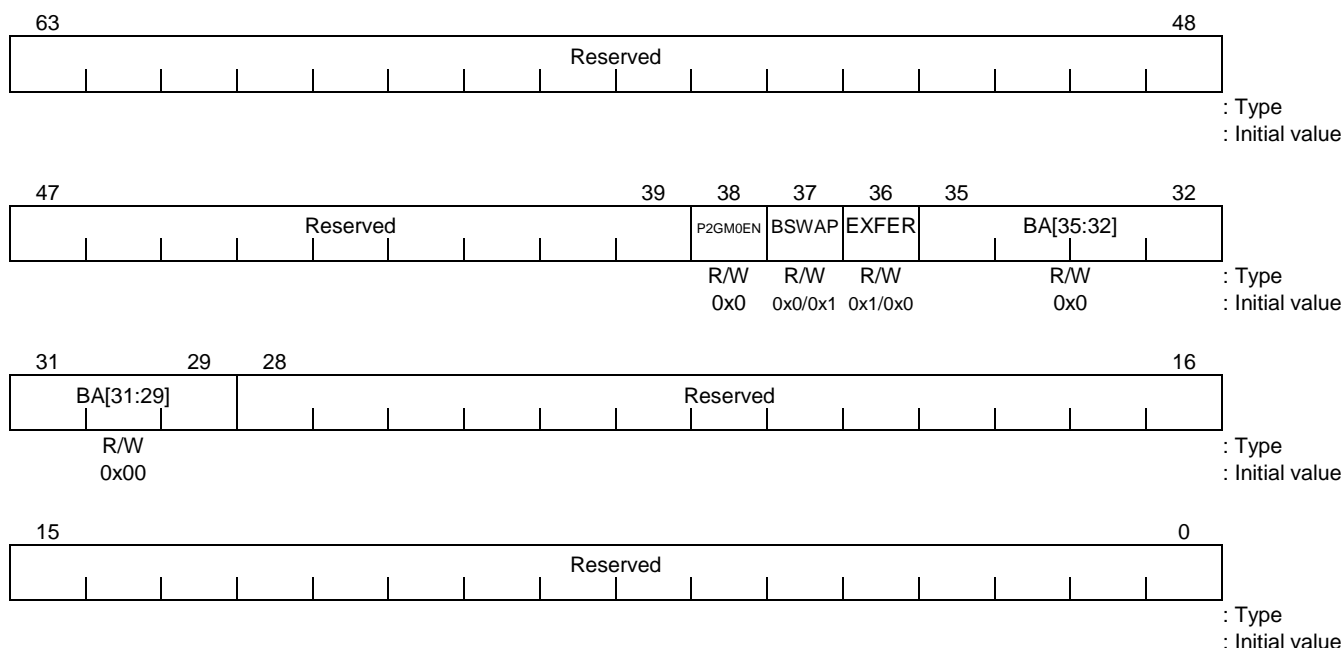 63 48
Reserved
: Type
: Initial value
47 39 38 37 36 35 32
Reserved P2GM0EN BSWAP EXFER BA[35:32]
R/W R/W R/W R/W : Type
0x0 0x0/0x1 0x1/0x0 0x0 : Initial value
31 29 28 16
BA[31:29] Reserved
R/W : Type
0x00 : Initial value
15 0
Reserved
: Type
: Initial value